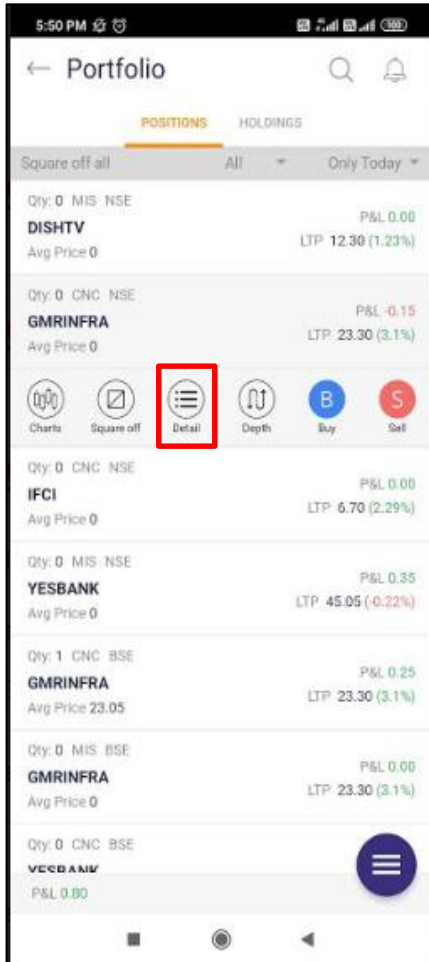 5:50 PM
Portfolio
POSITIONS HOLDINGS
Square off all All Only Today
Qty: 0 MIS NSE
P&L 0.00
DISHTV
LTP 12.30 (1.23%)
Avg Price 0
Qty: 0 CNC NSE
P&L -0.15
GMRINFRA
LTP 23.30 (3.1%)
Avg Price 0
B S
Charts Square off Detail Depth Buy Sell
Qty: 0 CNC NSE
P&L 0.00
IFCI
LTP 6.70 (2.29%)
Avg Price 0
Qty: 0 MIS NSE
P&L 0.35
YESBANK
LTP 45.05 (-0.22%)
Avg Price 0
Qty: 1 CNC BSE
P&L 0.25
GMRINFRA
LTP 23.30 (3.1%)
Avg Price 23.05
Qty: 0 MIS BSE
P&L 0.00
GMRINFRA
LTP 23.30 (3.1%)
Avg Price 0
Qty: 0 CNC BSE
YESBANK
P&L 0.80